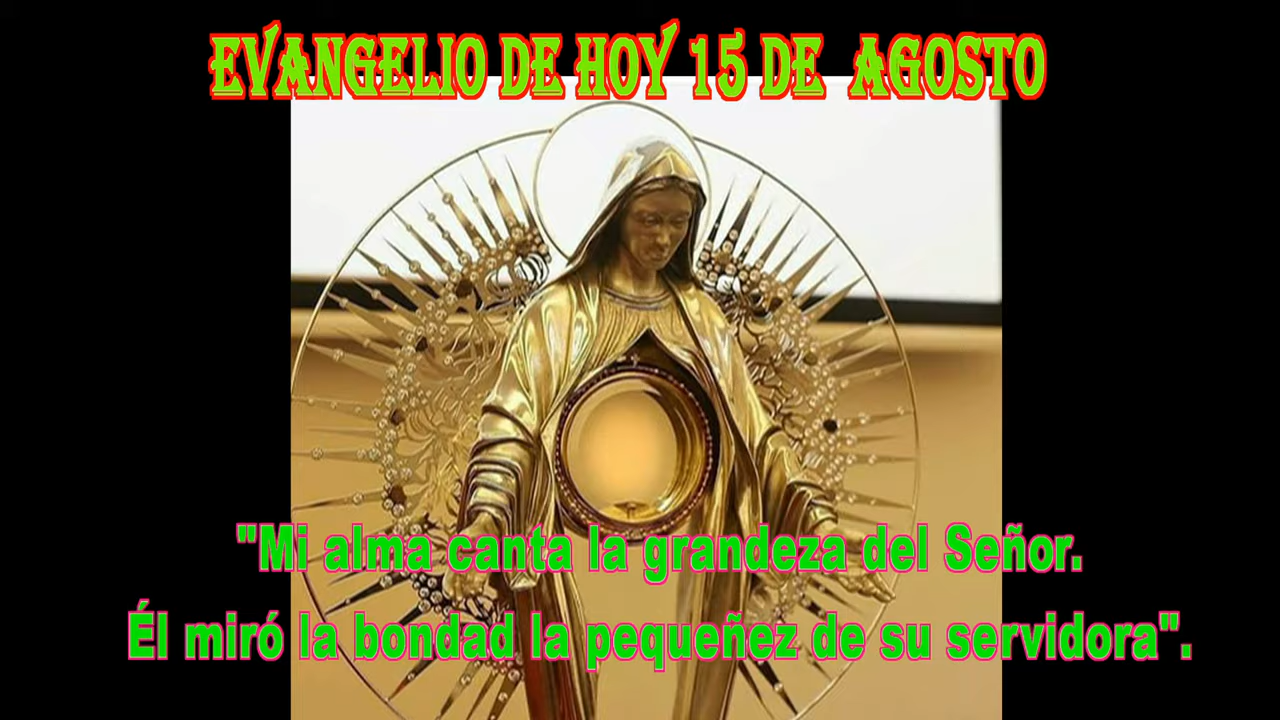 EVANGELIO DE HOY 15 DE AGOSTO
"Mi alma canta la grandeza del Señor.
Él miró la bondad la pequeñez de su servidora".